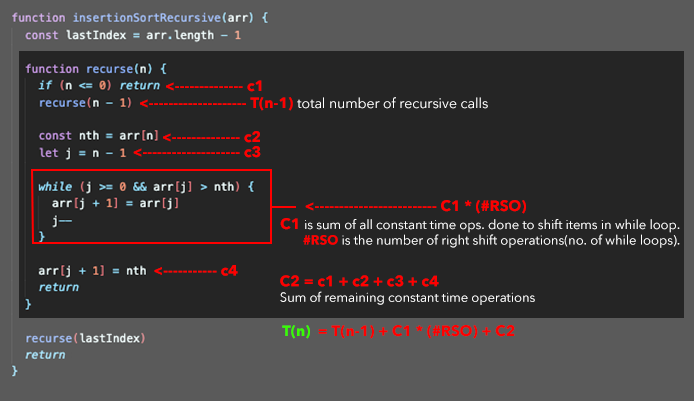 function insertionSortRecursive(arr) {
const lastIndex = arr.length - 1
function recurse(n) {
if (n <= 0) return <-------------- c1
recurse(n - 1) <-------------------- T(n-1) total number of recursive calls
const nth = arr[n] <---------------- c2
let j = n - 1 <---------------------- c3
while (j >= 0 && arr[j] > nth) {
arr[j + 1] = arr[j] <------------------------- C1 * (#RSO)
j--
C1 is sum of all constant time ops. done to shift items in while loop.
}
#RSO is the number of right shift operations(no. of while loops).
arr[j + 1] = nth <----------- c4
C2 = c1 + c2 + c3 + c4
return
Sum of remaining constant time operations
}
T(n) = T(n-1) + C1 * (#RSO) + C2
recurse(lastIndex)
return
}